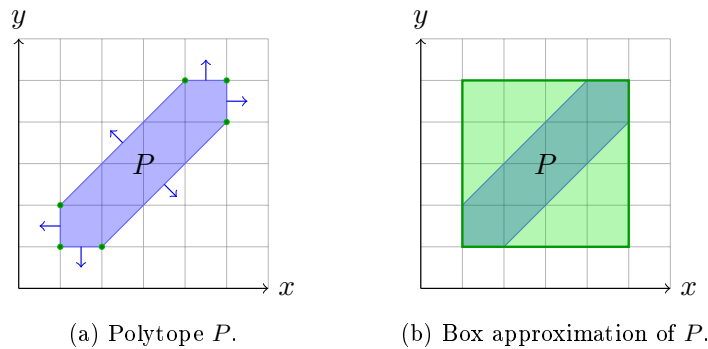 y
y
P
P
x
x
(a) Polytope P.
(b) Box approximation of P.